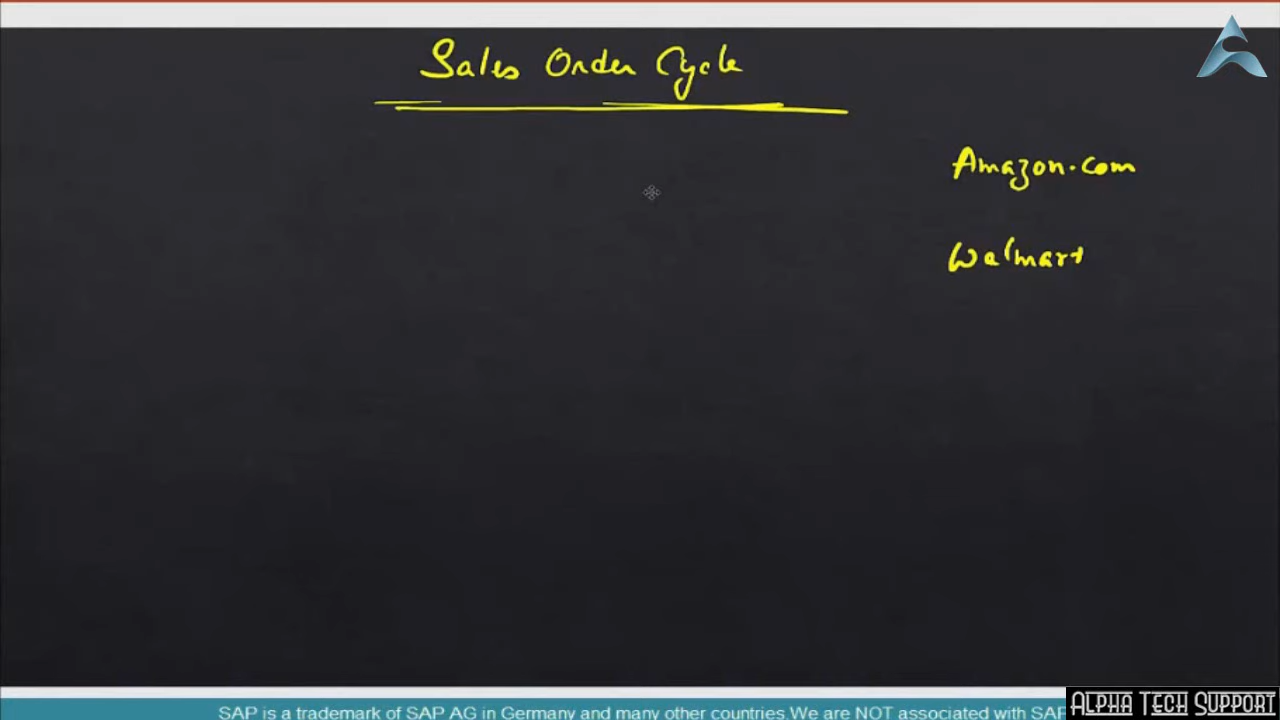 Sales Order Cycle
Amazon.com
Walmart
SAP is a trademark of SAP AG in Germany and many other countries.We are NOT associated with SAP
ALPHA TECH SUPPORT